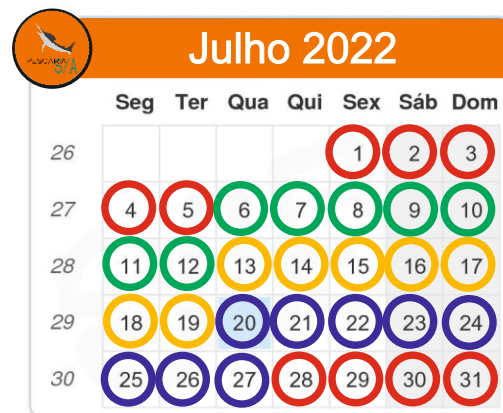 PESCARIA
S/A
Julho 2022
Seg Ter Qua Qui Sex Sáb Dom
26 1 2 3
27 4 5 6 7 8 9 10
28 11 12 13 14 15 16 17
29 18 19 20 21 22 23 24
30 25 26 27 28 29 30 31